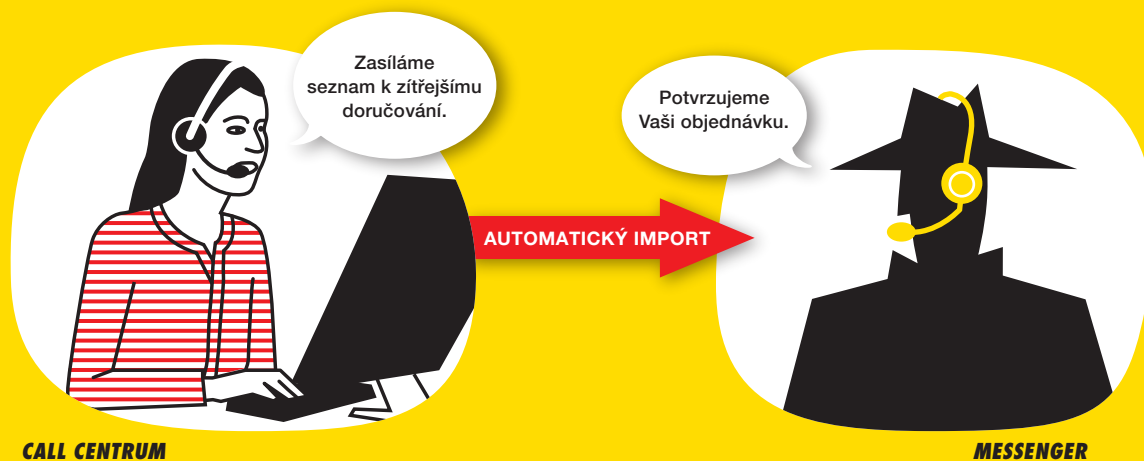 Zasíláme
seznam k zítřejšímu
doručování.
Potvrzujeme
Vaši objednávku.
AUTOMATICKÝ IMPORT
CALL CENTRUM
MESSENGER